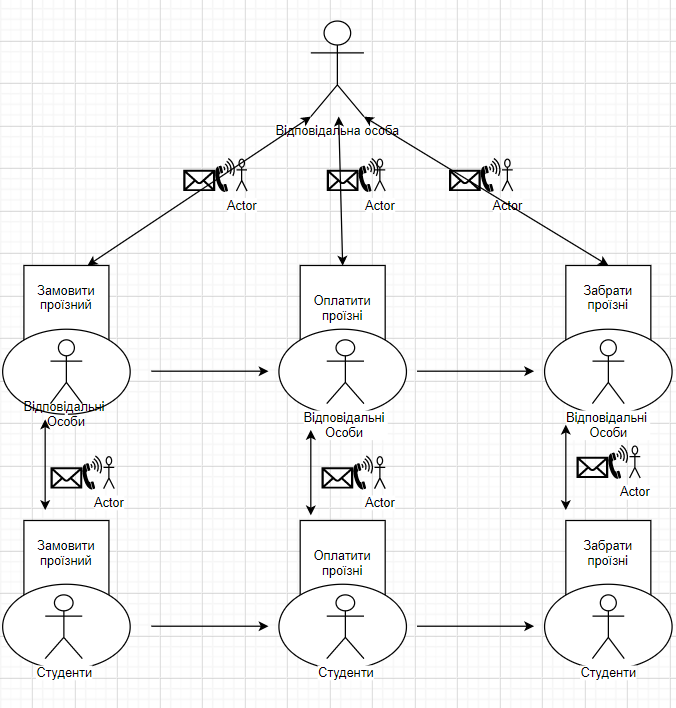 Відповідальна особа
Actor
Actor
Actor
Замовити
проїзний
Оплатити
проїзні
Забрати
проїзні
Відповідальні
Особи
Відповідальні
Особи
Відповідальні
Особи
Actor
Actor
Actor
Замовити
проїзний
Оплатити
проїзні
Забрати
проїзні
Студенти
Студенти
Студенти